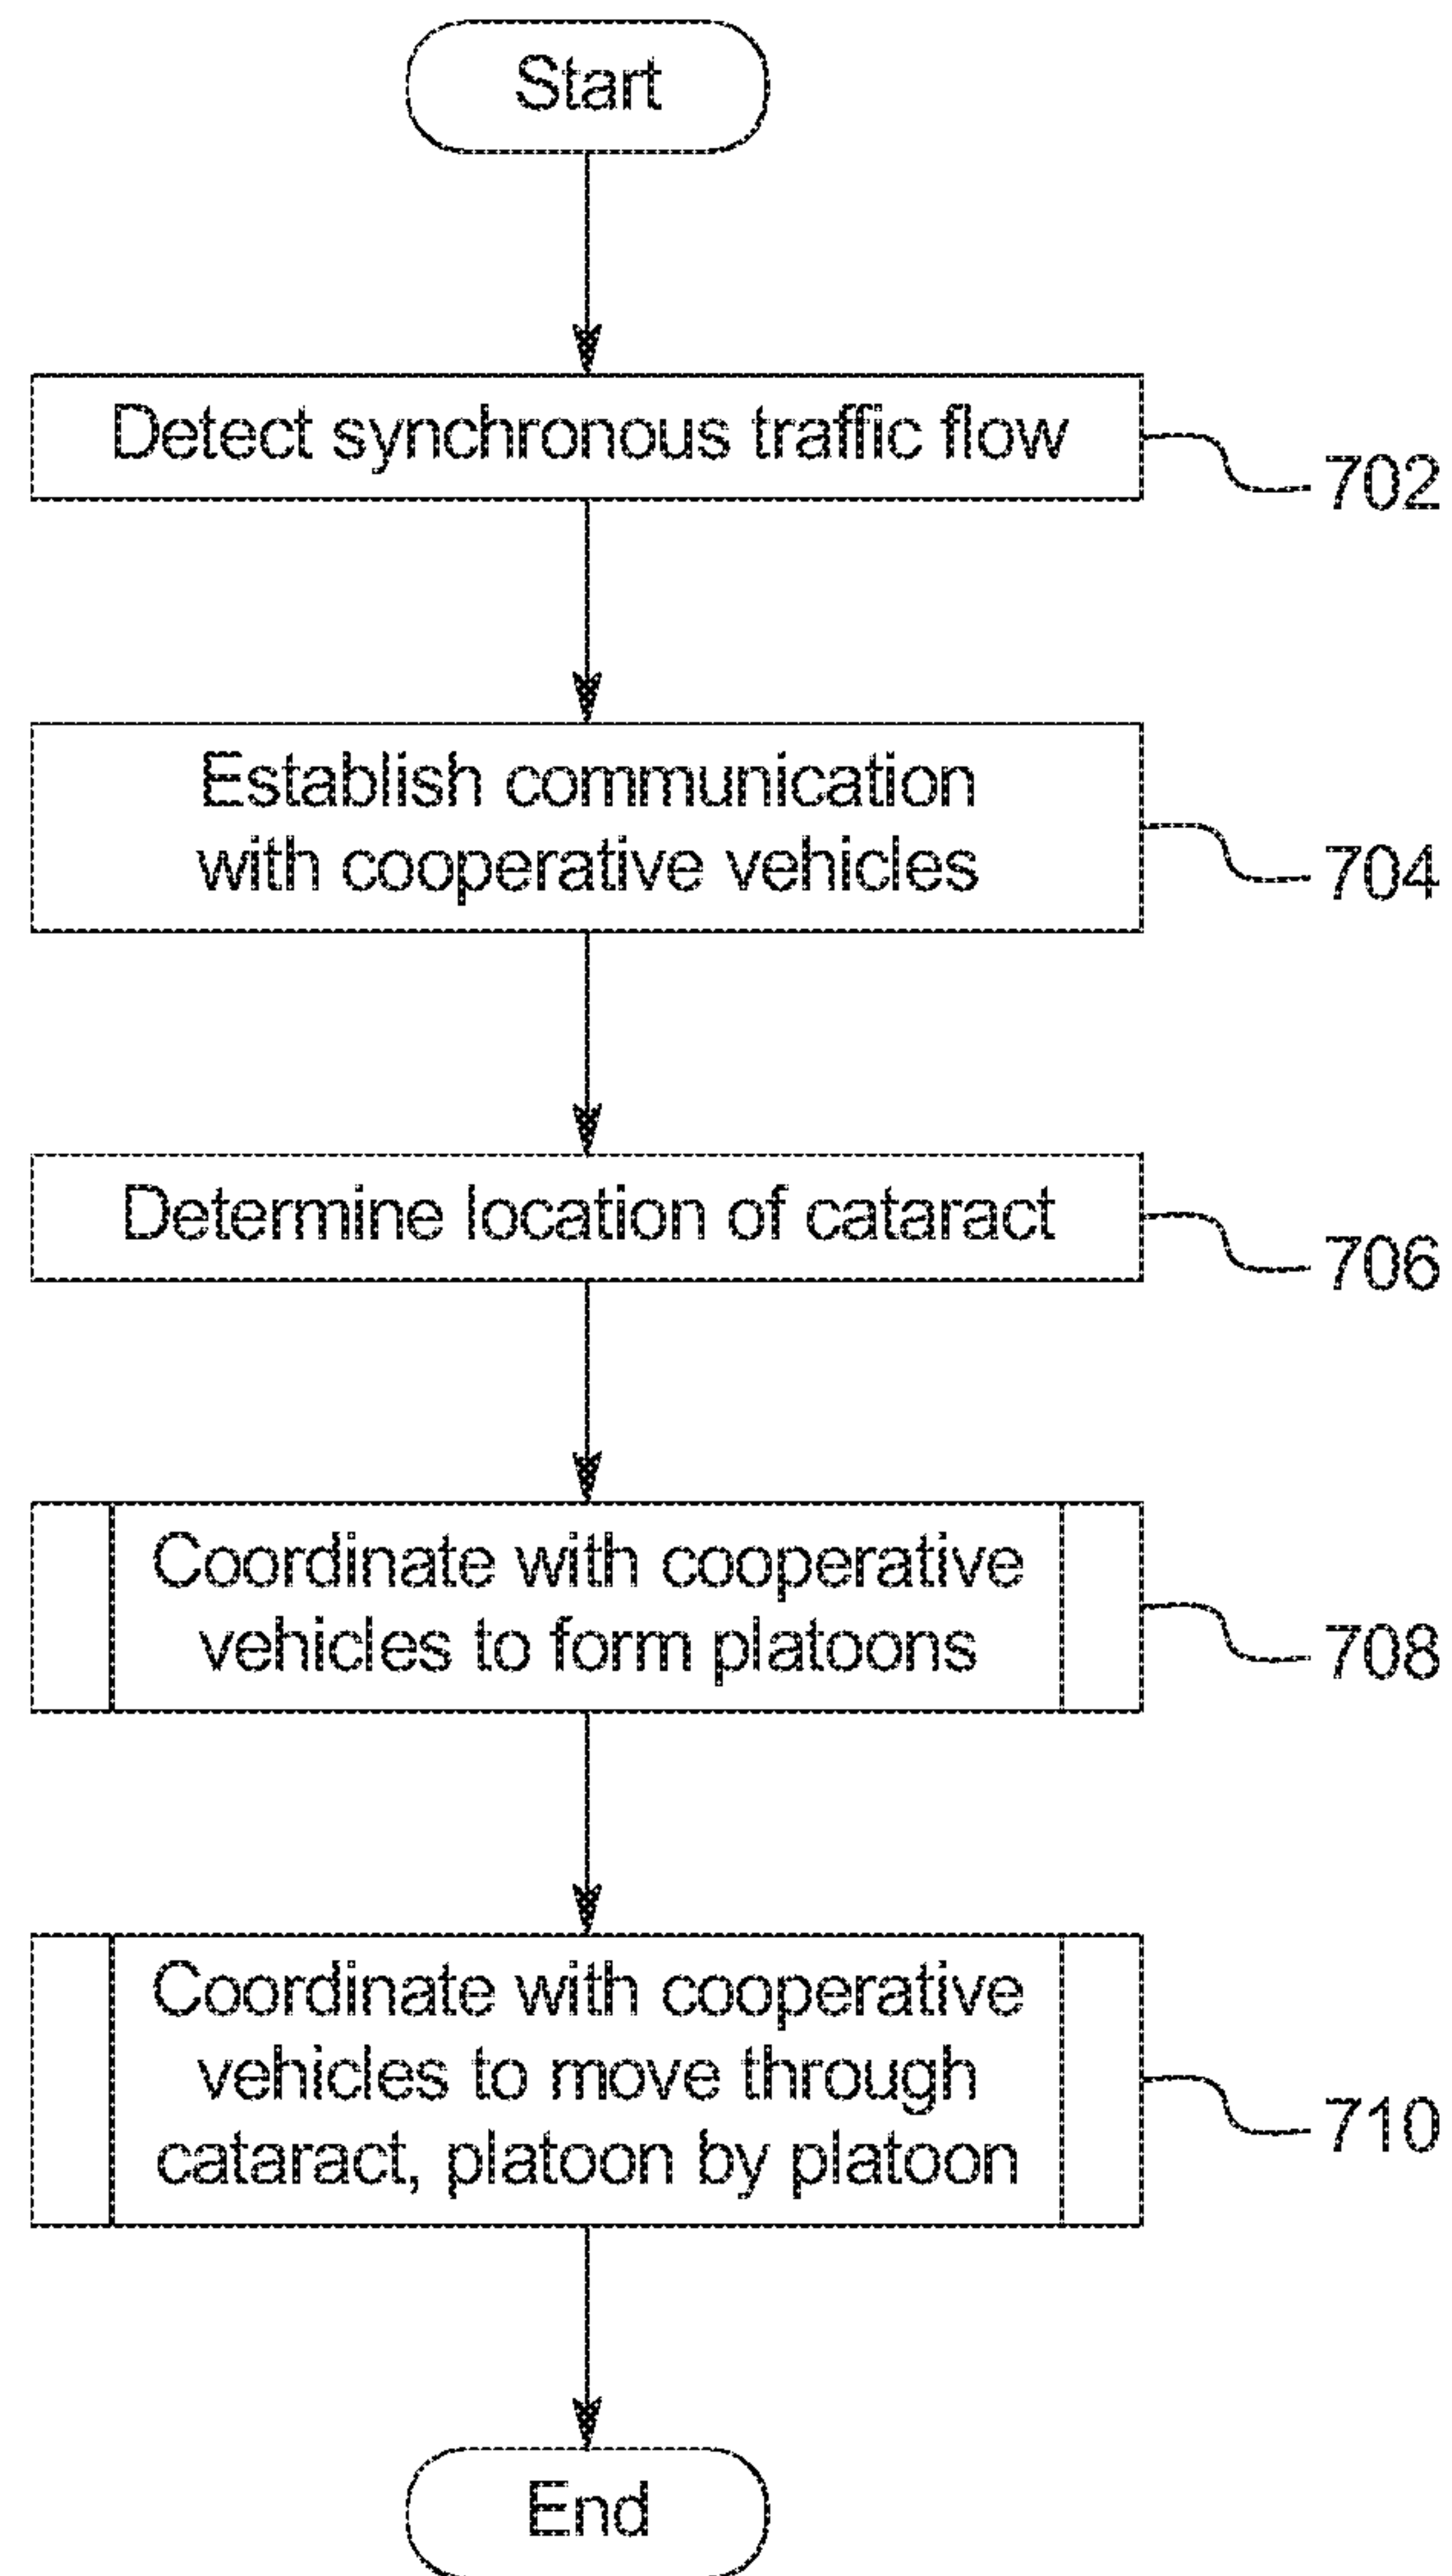 Start
Detect synchronous traffic flow
702
Establish communication
with cooperative vehicles
704
Determine location of cataract
706
Coordinate with cooperative
vehicles to form platoons
708
Coordinate with cooperative
vehicles to move through
cataract, platoon by platoon
710
End